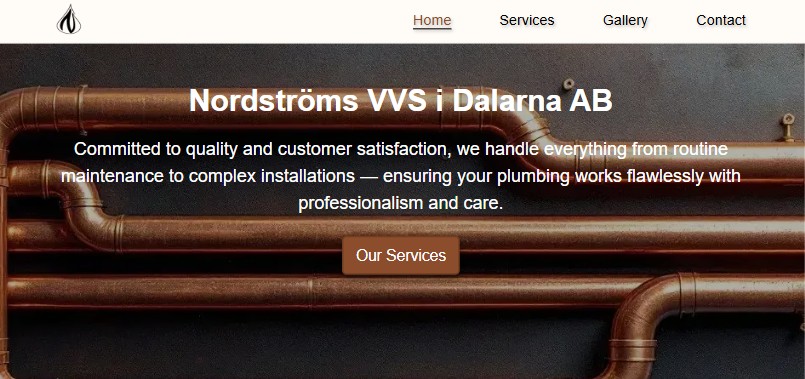 Home Services Gallery Contact
Nordströms VVS i Dalarna AB
Committed to quality and customer satisfaction, we handle everything from routine
maintenance to complex installations — ensuring your plumbing works flawlessly with
professionalism and care.
Our Services